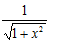 1
√1 + x²